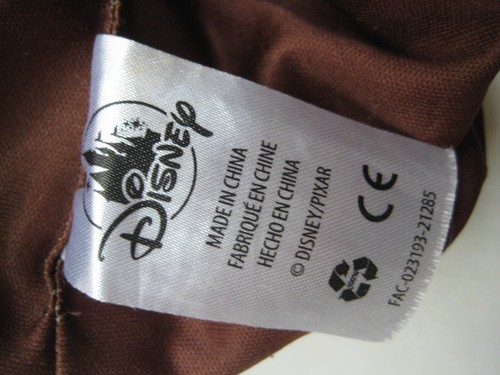 Disney
MADE IN CHINA
FABRIQUÉ EN CHINE
HECHO EN CHINA
© DISNEY/PIXAR
CE
FAC-023193-21285